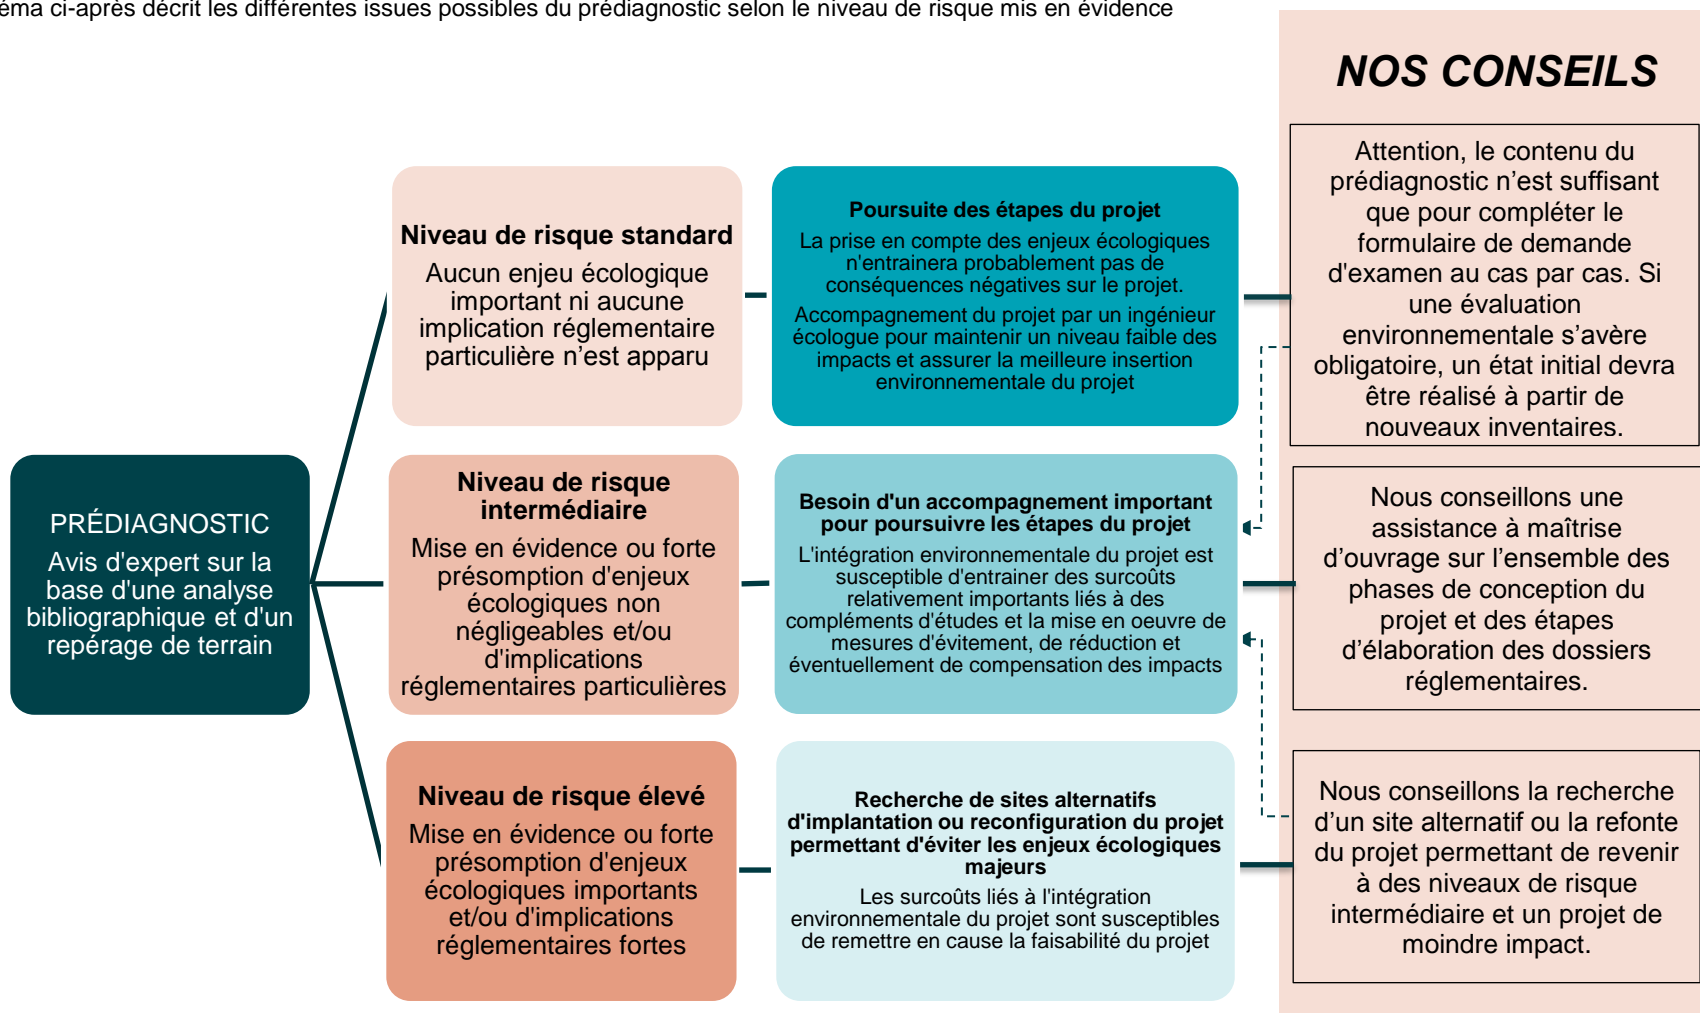 éma ci-après décrit les différentes issues possibles du prédiagnostic selon le niveau de risque mis en évidence
NOS CONSEILS
PRÉDIAGNOSTIC
Avis d'expert sur la
base d'une analyse
bibliographique et d'un
repérage de terrain
Niveau de risque standard
Aucun enjeu écologique
important ni aucune
implication réglementaire
particulière n’est apparu
Poursuite des étapes du projet
La prise en compte des enjeux écologiques
n'entrainera probablement pas de
conséquences négatives sur le projet.
Accompagnement du projet par un ingénieur
écologue pour maintenir un niveau faible des
impacts et assurer la meilleure insertion
environnementale du projet
Attention, le contenu du
prédiagnostic n’est suffisant
que pour compléter le
formulaire de demande
d'examen au cas par cas. Si
une évaluation
environnementale s’avère
obligatoire, un état initial devra
être réalisé à partir de
nouveaux inventaires.
Niveau de risque
intermédiaire
Mise en évidence ou forte
présomption d'enjeux
écologiques non
négligeables et/ou
d'implications
réglementaires particulières
Besoin d'un accompagnement important
pour poursuivre les étapes du projet
L'intégration environnementale du projet est
susceptible d'entrainer des surcoûts
relativement importants liés à des
compléments d'études et la mise en oeuvre de
mesures d'évitement, de réduction et
éventuellement de compensation des impacts
Nous conseillons une
assistance à maîtrise
d’ouvrage sur l’ensemble des
phases de conception du
projet et des étapes
d’élaboration des dossiers
réglementaires.
Niveau de risque élevé
Mise en évidence ou forte
présomption d'enjeux
écologiques importants
et/ou d'implications
réglementaires fortes
Recherche de sites alternatifs
d'implantation ou reconfiguration du projet
permettant d'éviter les enjeux écologiques
majeurs
Les surcoûts liés à l'intégration
environnementale du projet sont susceptibles
de remettre en cause la faisabilité du projet
Nous conseillons la recherche
d’un site alternatif ou la refonte
du projet permettant de revenir
à des niveaux de risque
intermédiaire et un projet de
moindre impact.